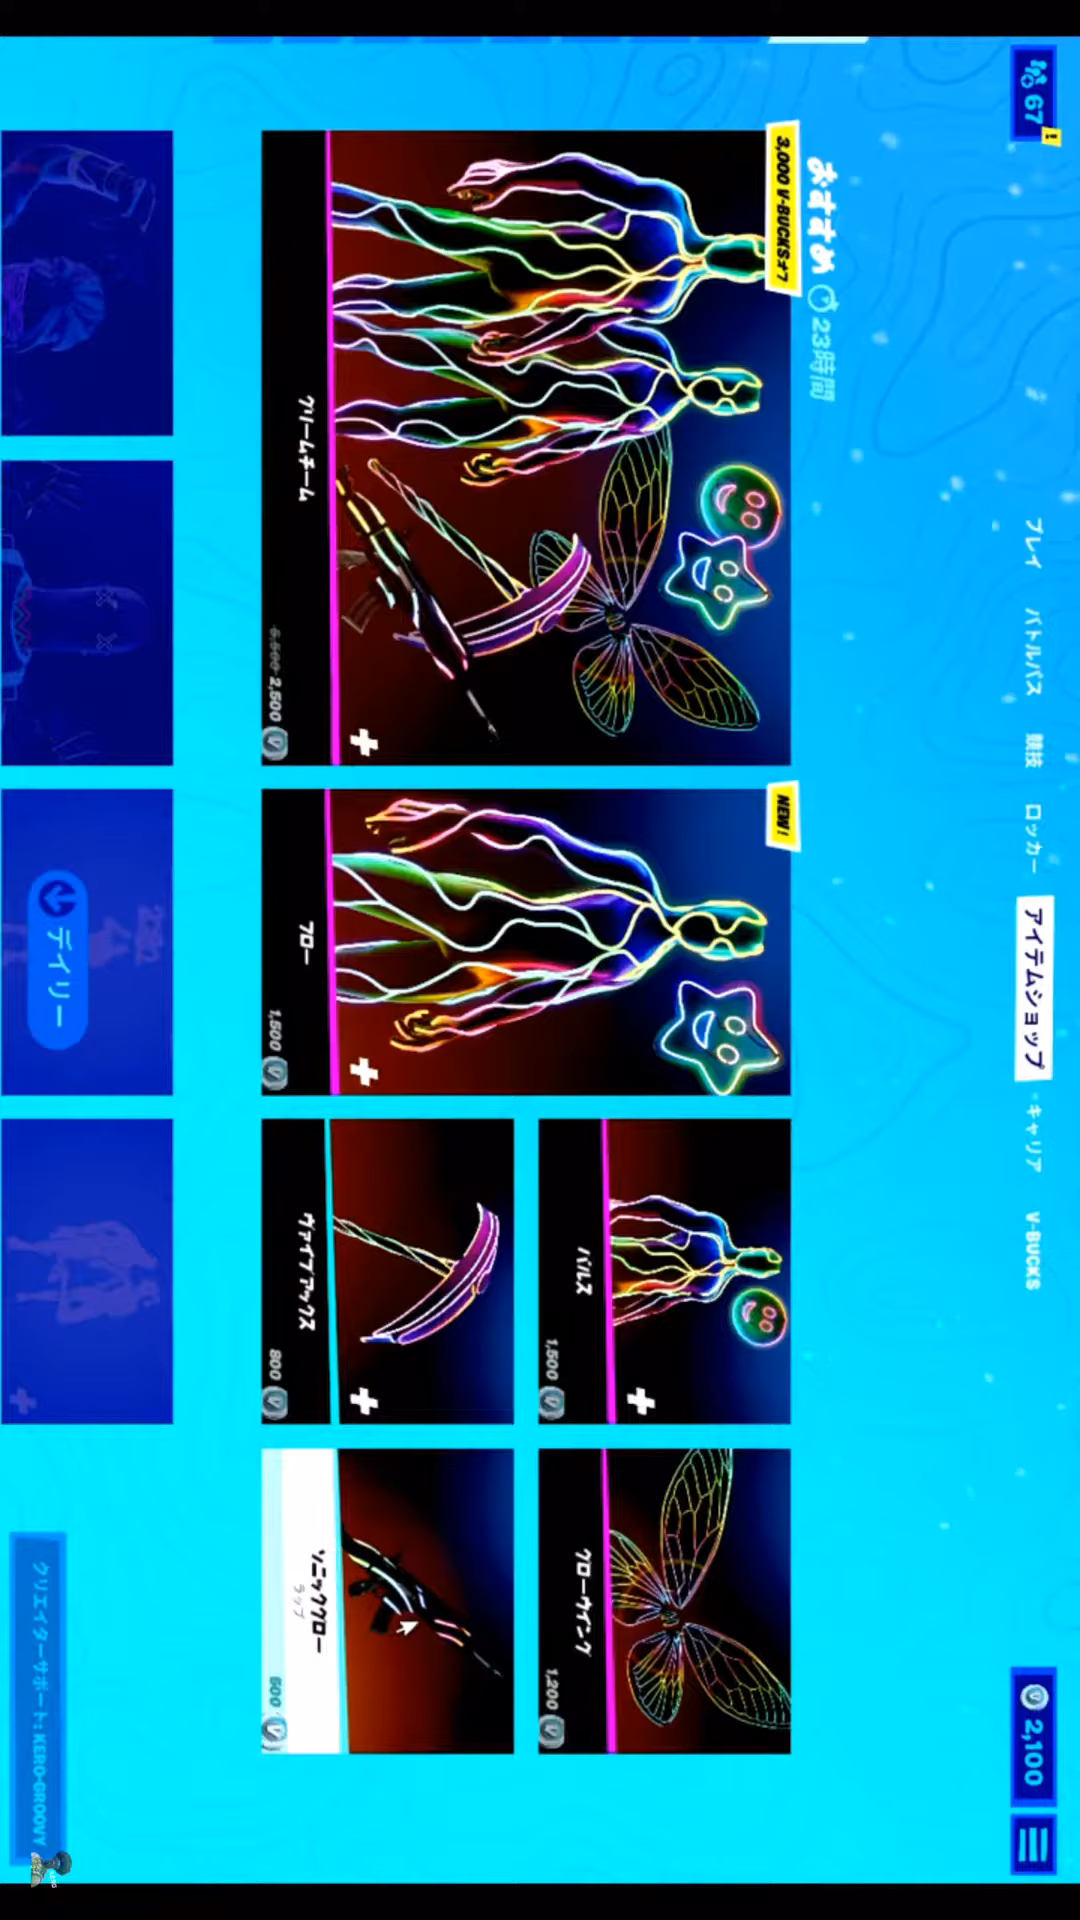 67
!
プレイ
バトルパス
競技
ロッカー
アイテムショップ
キャリア
V-BUCKS
2,100
おすすめ
23時間
3,000 V-BUCKSオフ
ドリームチーム
5,500 2,500
NEW!
フロー
1,500
パルス
1,500
グローウイング
1,200
ヴァイブアックス
800
ソニックグロー
ラップ
500
デイリー
クリエイターサポート: KERO-GROOVY